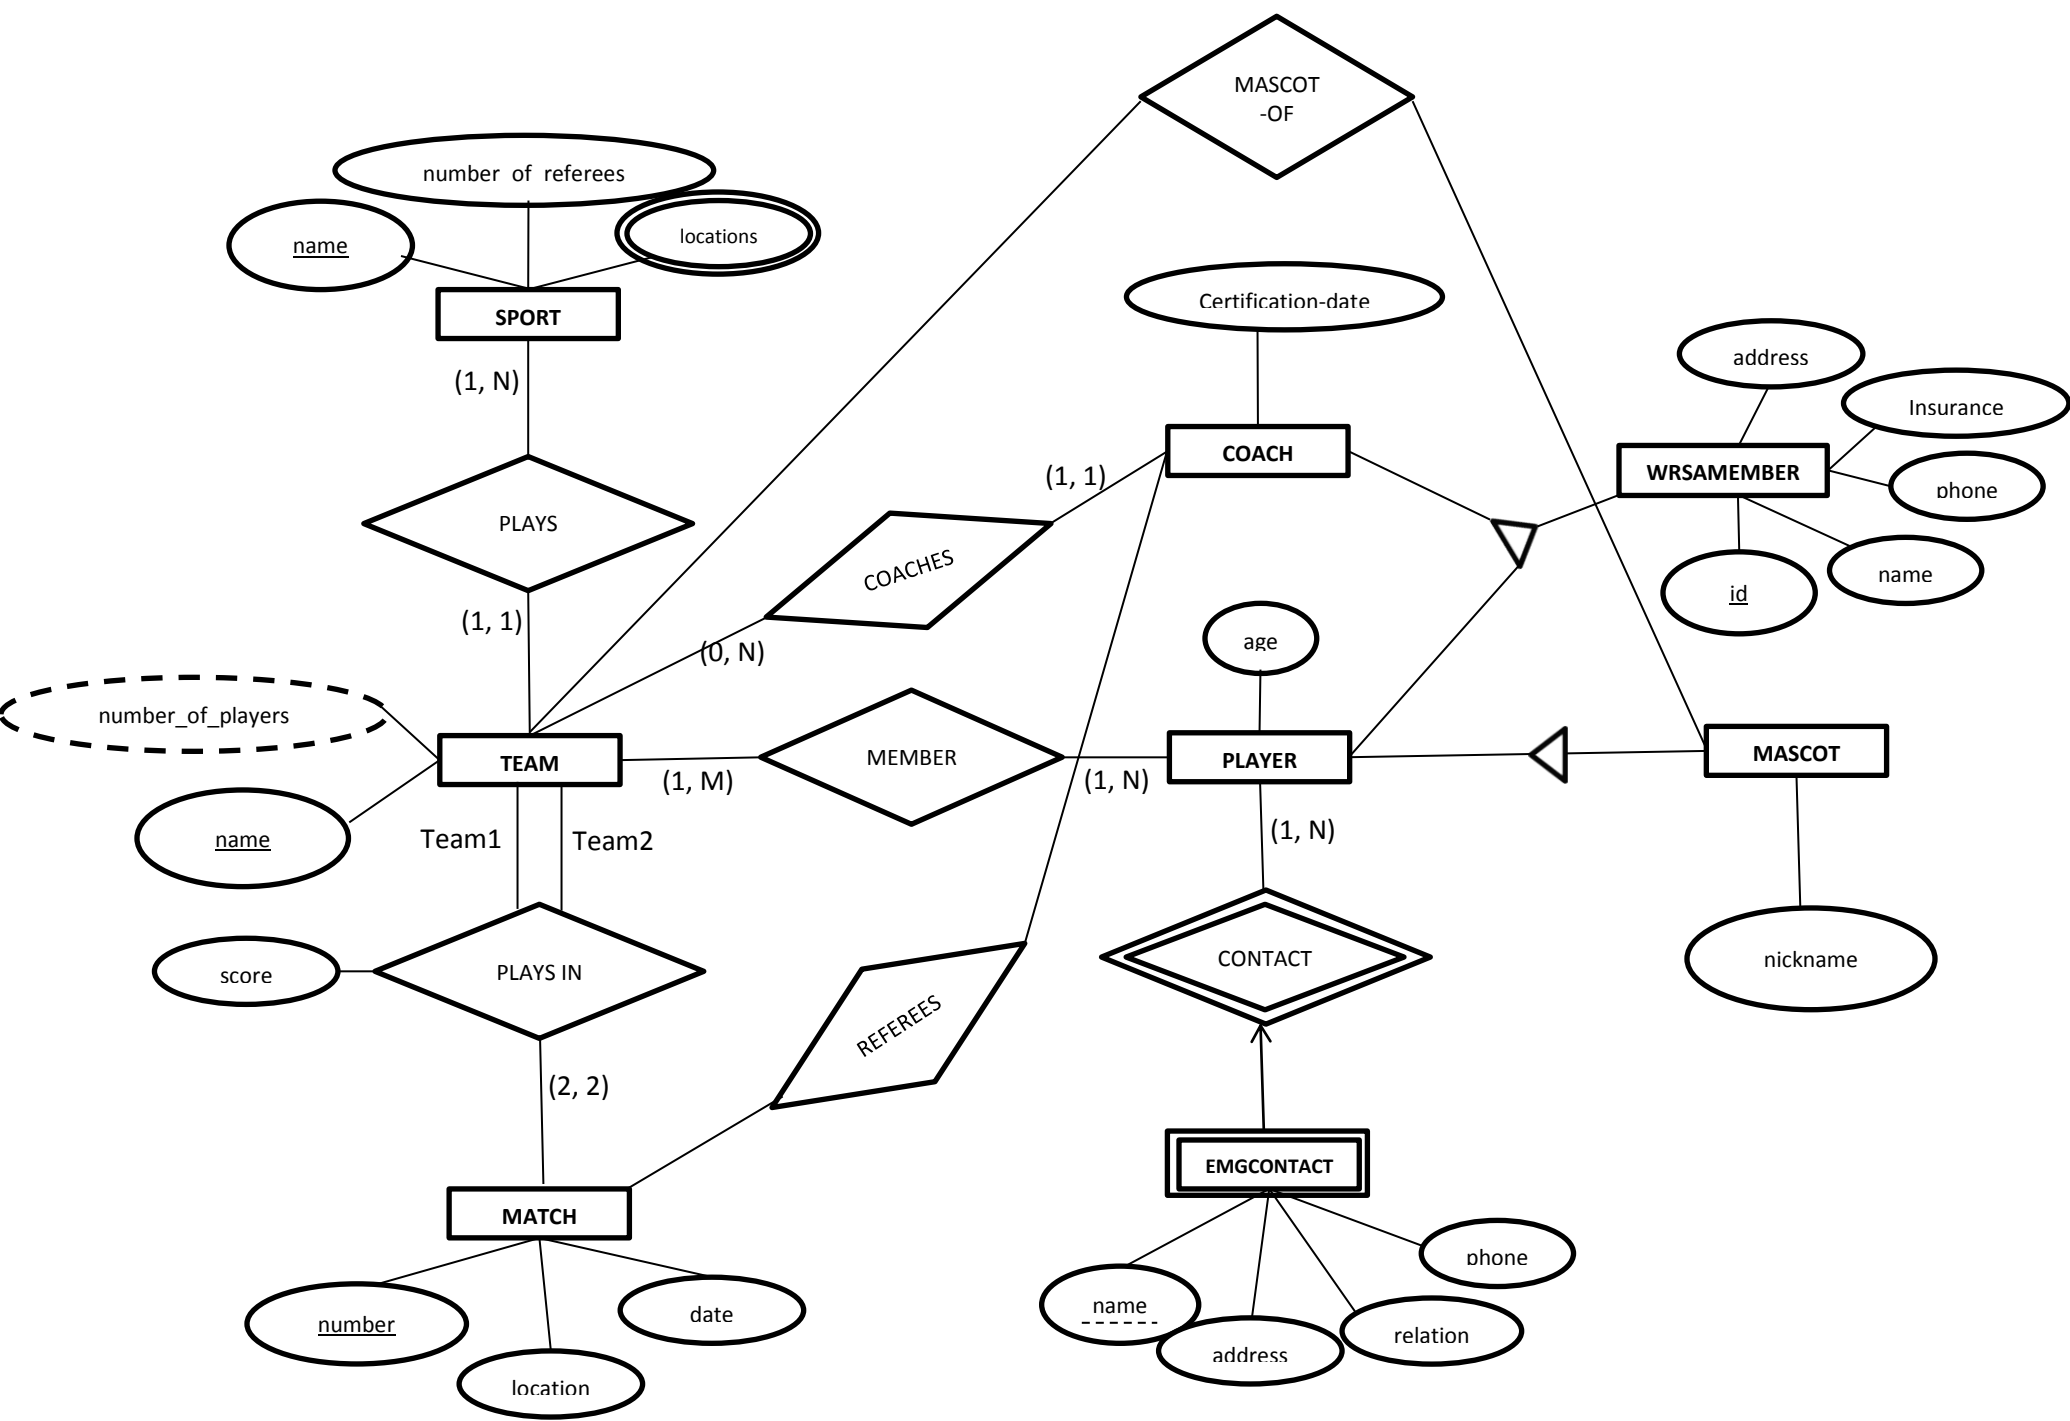 MASCOT
-OF
number of referees
name
locations
SPORT
Certification-date
address
(1, N)
Insurance
COACH
(1, 1)
WRSAMEMBER
phone
PLAYS
COACHES
name
id
(1, 1)
(0, N)
age
number_of_players
TEAM
(1, M)
MEMBER
(1, N)
PLAYER
MASCOT
name
Team1
Team2
(1, N)
score
PLAYS IN
REFEREES
CONTACT
nickname
(2, 2)
EMGCONTACT
MATCH
number
location
date
name
address
relation
phone